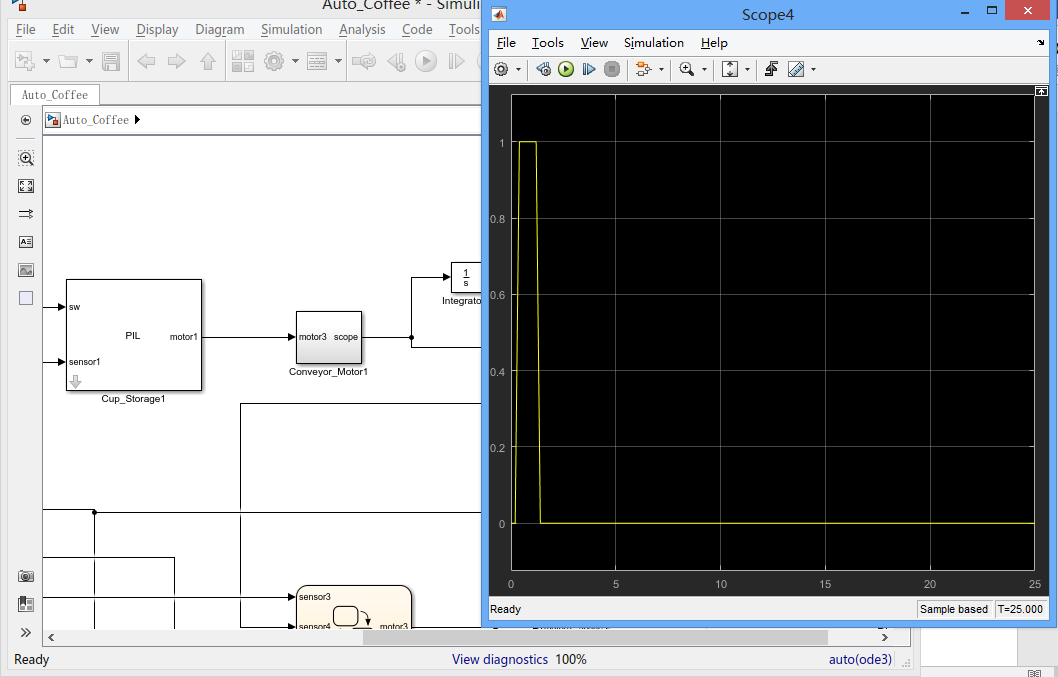 Auto_Coffee * - Simuli
File Edit View Display Diagram Simulation Analysis Code Tools
Auto_Coffee
Auto_Coffee
sw
PIL
motor1
sensor1
Cup_Storage1
motor3 scope
Conveyor_Motor1
1
s
Integrato
sensor3
sensor4
motor3
Ready
View diagnostics 100%
auto(ode3)
Scope4
File Tools View Simulation Help
1
0.8
0.6
0.4
0.2
0
0 5 10 15 20 25
Ready
Sample based T=25.000